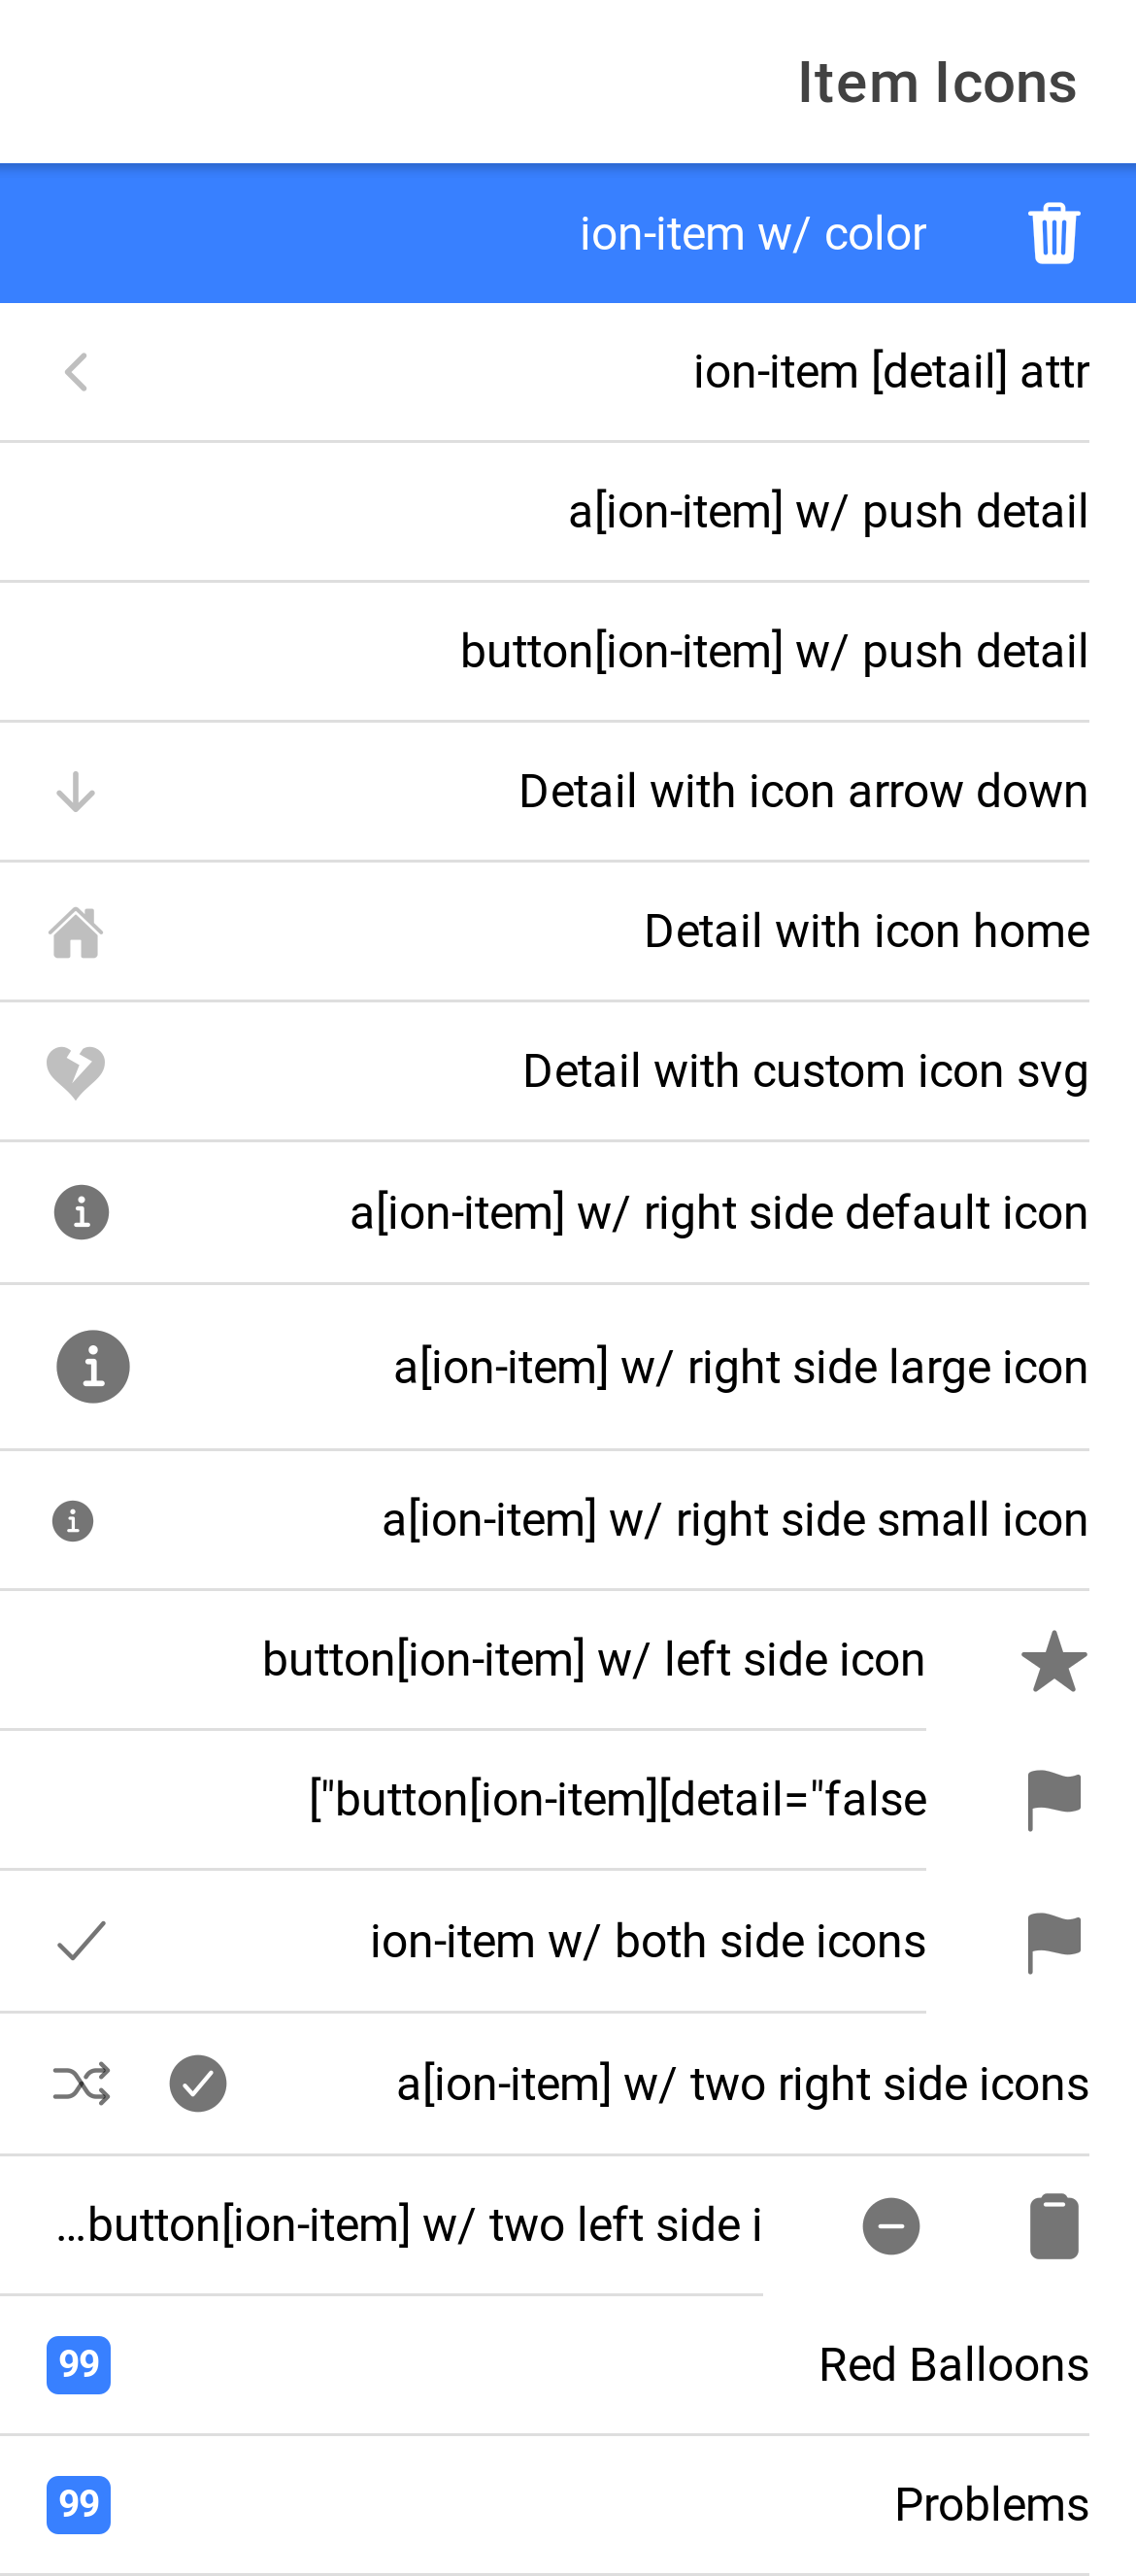 Item Icons
ion-item w/ color
ion-item [detail] attr
a[ion-item] w/ push detail
button[ion-item] w/ push detail
Detail with icon arrow down
Detail with icon home
Detail with custom icon svg
a[ion-item] w/ right side default icon
a[ion-item] w/ right side large icon
a[ion-item] w/ right side small icon
button[ion-item] w/ left side icon
["button[ion-item][detail="false
ion-item w/ both side icons
a[ion-item] w/ two right side icons
...button[ion-item] w/ two left side i
Red Balloons 99
Problems 99